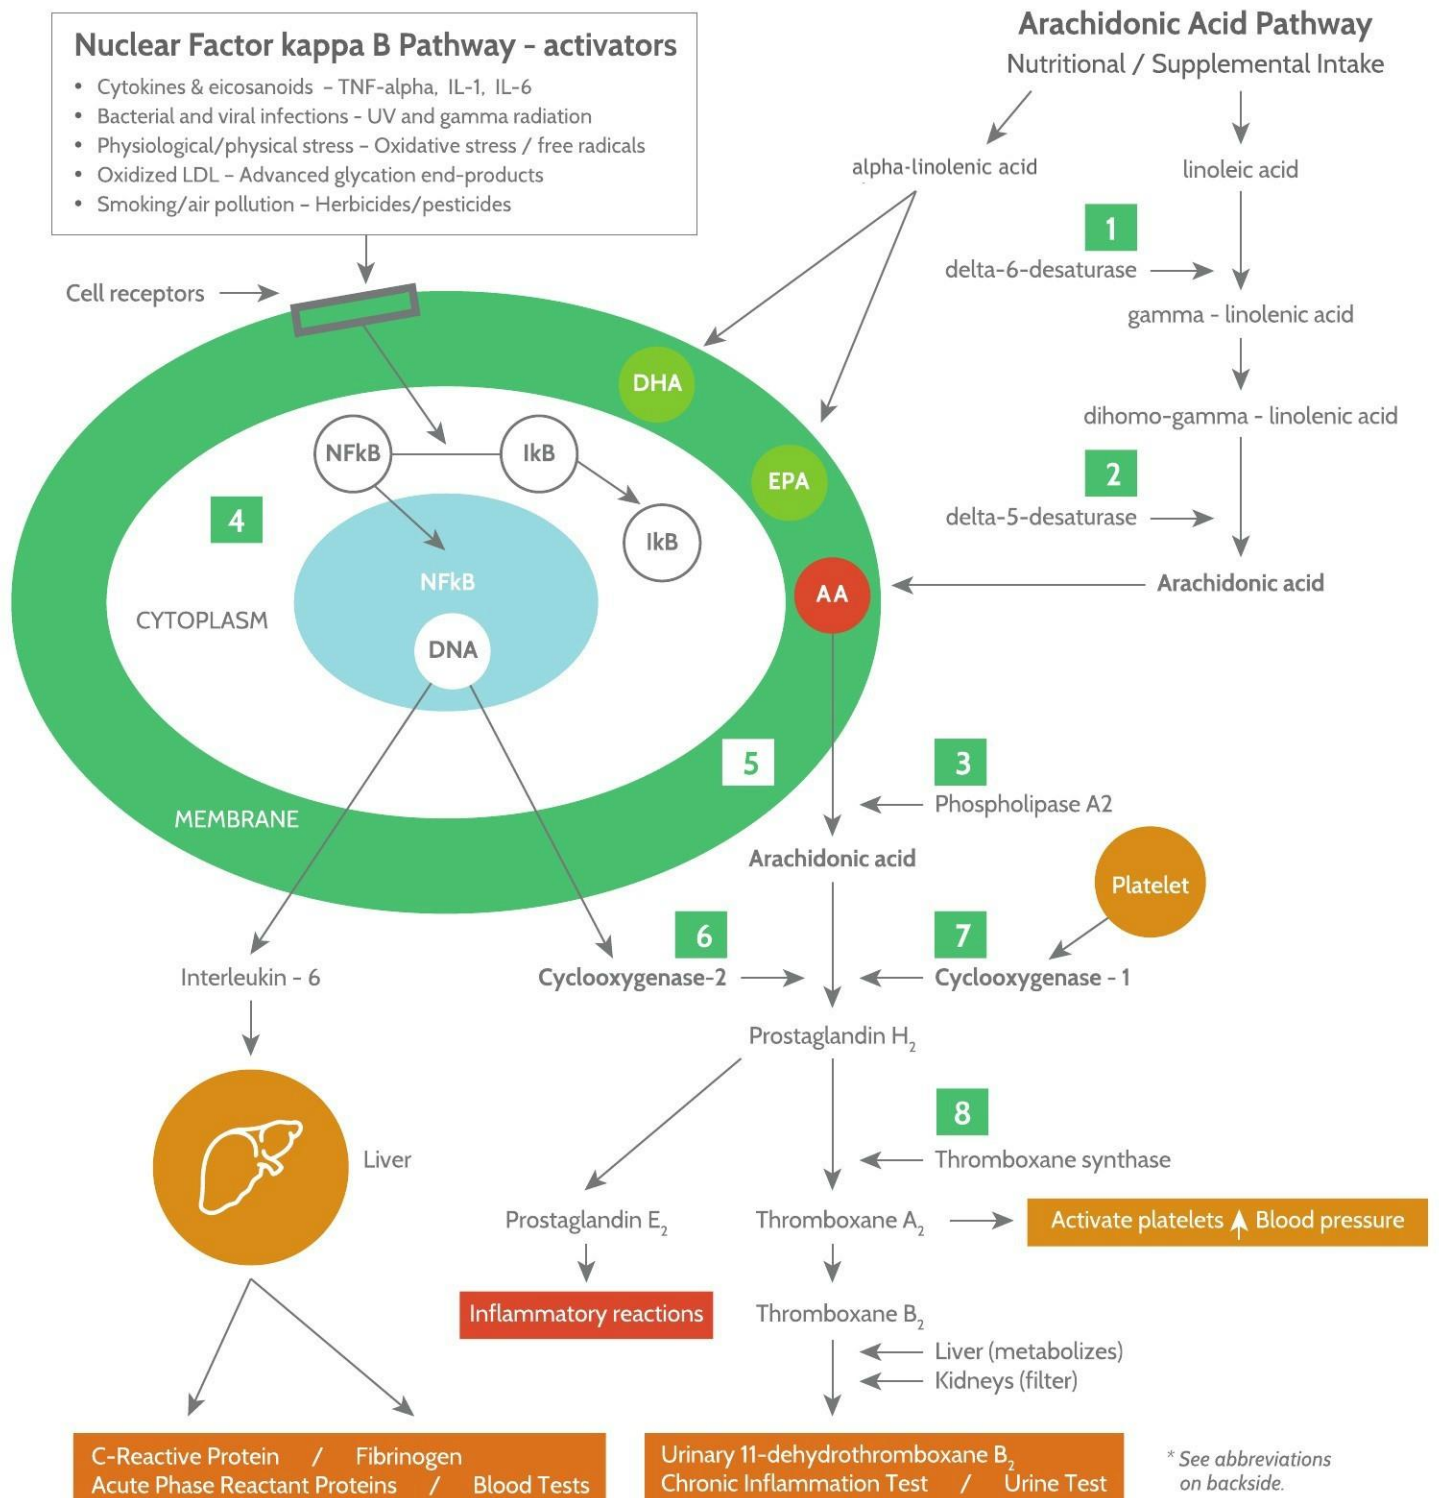 Nuclear Factor kappa B Pathway - activators
• Cytokines & eicosanoids – TNF-alpha, IL-1, IL-6
• Bacterial and viral infections - UV and gamma radiation
• Physiological/physical stress – Oxidative stress / free radicals
• Oxidized LDL – Advanced glycation end-products
• Smoking/air pollution – Herbicides/pesticides
Arachidonic Acid Pathway
Nutritional / Supplemental Intake
alpha-linolenic acid
linoleic acid
1
delta-6-desaturase
gamma - linolenic acid
dihomo-gamma - linolenic acid
2
delta-5-desaturase
Arachidonic acid
Cell receptors
DHA
EPA
AA
NFkB
IkB
IkB
4
NFkB
CYTOPLASM
DNA
5
MEMBRANE
3
Phospholipase A2
Arachidonic acid
Platelet
6
7
Interleukin - 6
Cyclooxygenase-2
Cyclooxygenase - 1
Prostaglandin H2
8
Liver
Thromboxane synthase
Prostaglandin E2
Thromboxane A2
Activate platelets Blood pressure
Inflammatory reactions
Thromboxane B2
Liver (metabolizes)
Kidneys (filter)
C-Reactive Protein / Fibrinogen
Acute Phase Reactant Proteins / Blood Tests
Urinary 11-dehydrothromboxane B2
Chronic Inflammation Test / Urine Test
* See abbreviations
on backside.